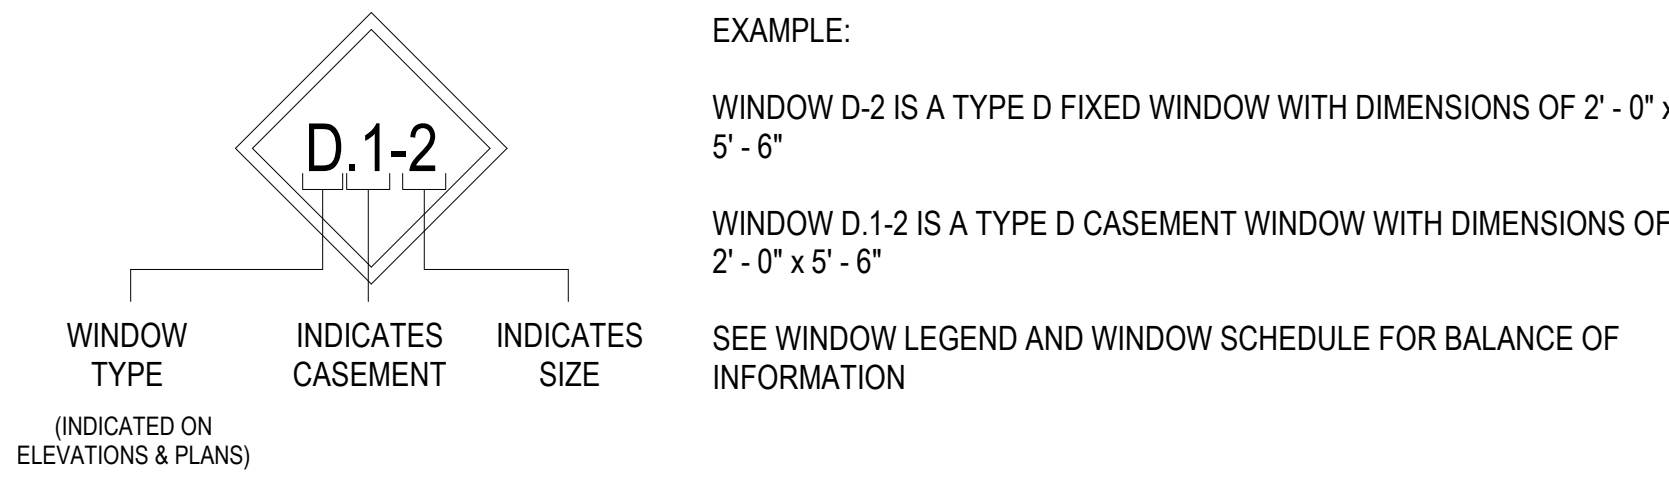 D.1-2
WINDOW
TYPE
(INDICATED ON
ELEVATIONS & PLANS)
INDICATES
CASEMENT
INDICATES
SIZE
EXAMPLE:
WINDOW D-2 IS A TYPE D FIXED WINDOW WITH DIMENSIONS OF 2' - 0" x
5' - 6"
WINDOW D.1-2 IS A TYPE D CASEMENT WINDOW WITH DIMENSIONS OF
2' - 0" x 5' - 6"
SEE WINDOW LEGEND AND WINDOW SCHEDULE FOR BALANCE OF
INFORMATION